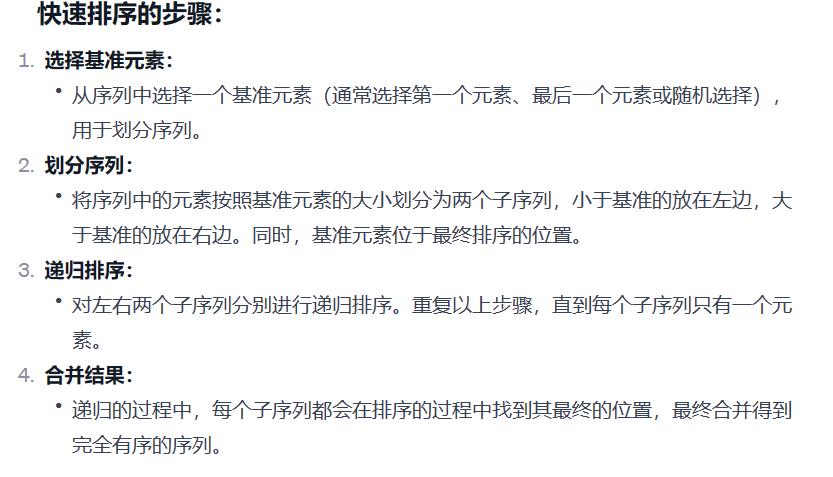 快速排序的步骤：
1. 选择基准元素：
• 从序列中选择一个基准元素（通常选择第一个元素、最后一个元素或随机选择），
用于划分序列。
2. 划分序列：
• 将序列中的元素按照基准元素的大小划分为两个子序列，小于基准的放在左边，大
于基准的放在右边。同时，基准元素位于最终排序的位置。
3. 递归排序：
• 对左右两个子序列分别进行递归排序。重复以上步骤，直到每个子序列只有一个元
素。
4. 合并结果：
• 递归的过程中，每个子序列都会在排序的过程中找到其最终的位置，最终合并得到
完全有序的序列。